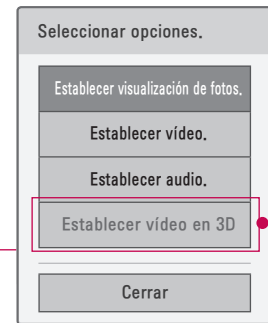 Seleccionar opciones.
Establecer visualización de fotos.
Establecer vídeo.
Establecer audio.
Establecer vídeo en 3D
Cerrar